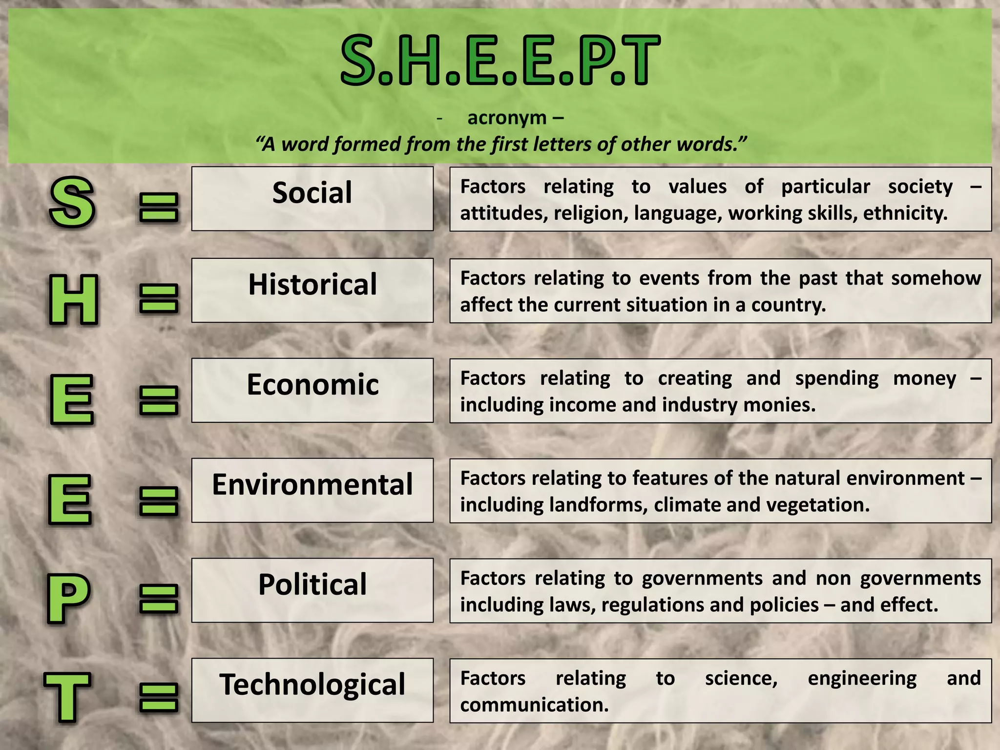 S.H.E.E.P.T
- acronym –
“A word formed from the first letters of other words.”
S = Social
Factors relating to values of particular society –
attitudes, religion, language, working skills, ethnicity.
H = Historical
Factors relating to events from the past that somehow
affect the current situation in a country.
E = Economic
Factors relating to creating and spending money –
including income and industry monies.
E = Environmental
Factors relating to features of the natural environment –
including landforms, climate and vegetation.
P = Political
Factors relating to governments and non governments
including laws, regulations and policies – and effect.
T = Technological
Factors relating to science, engineering and
communication.